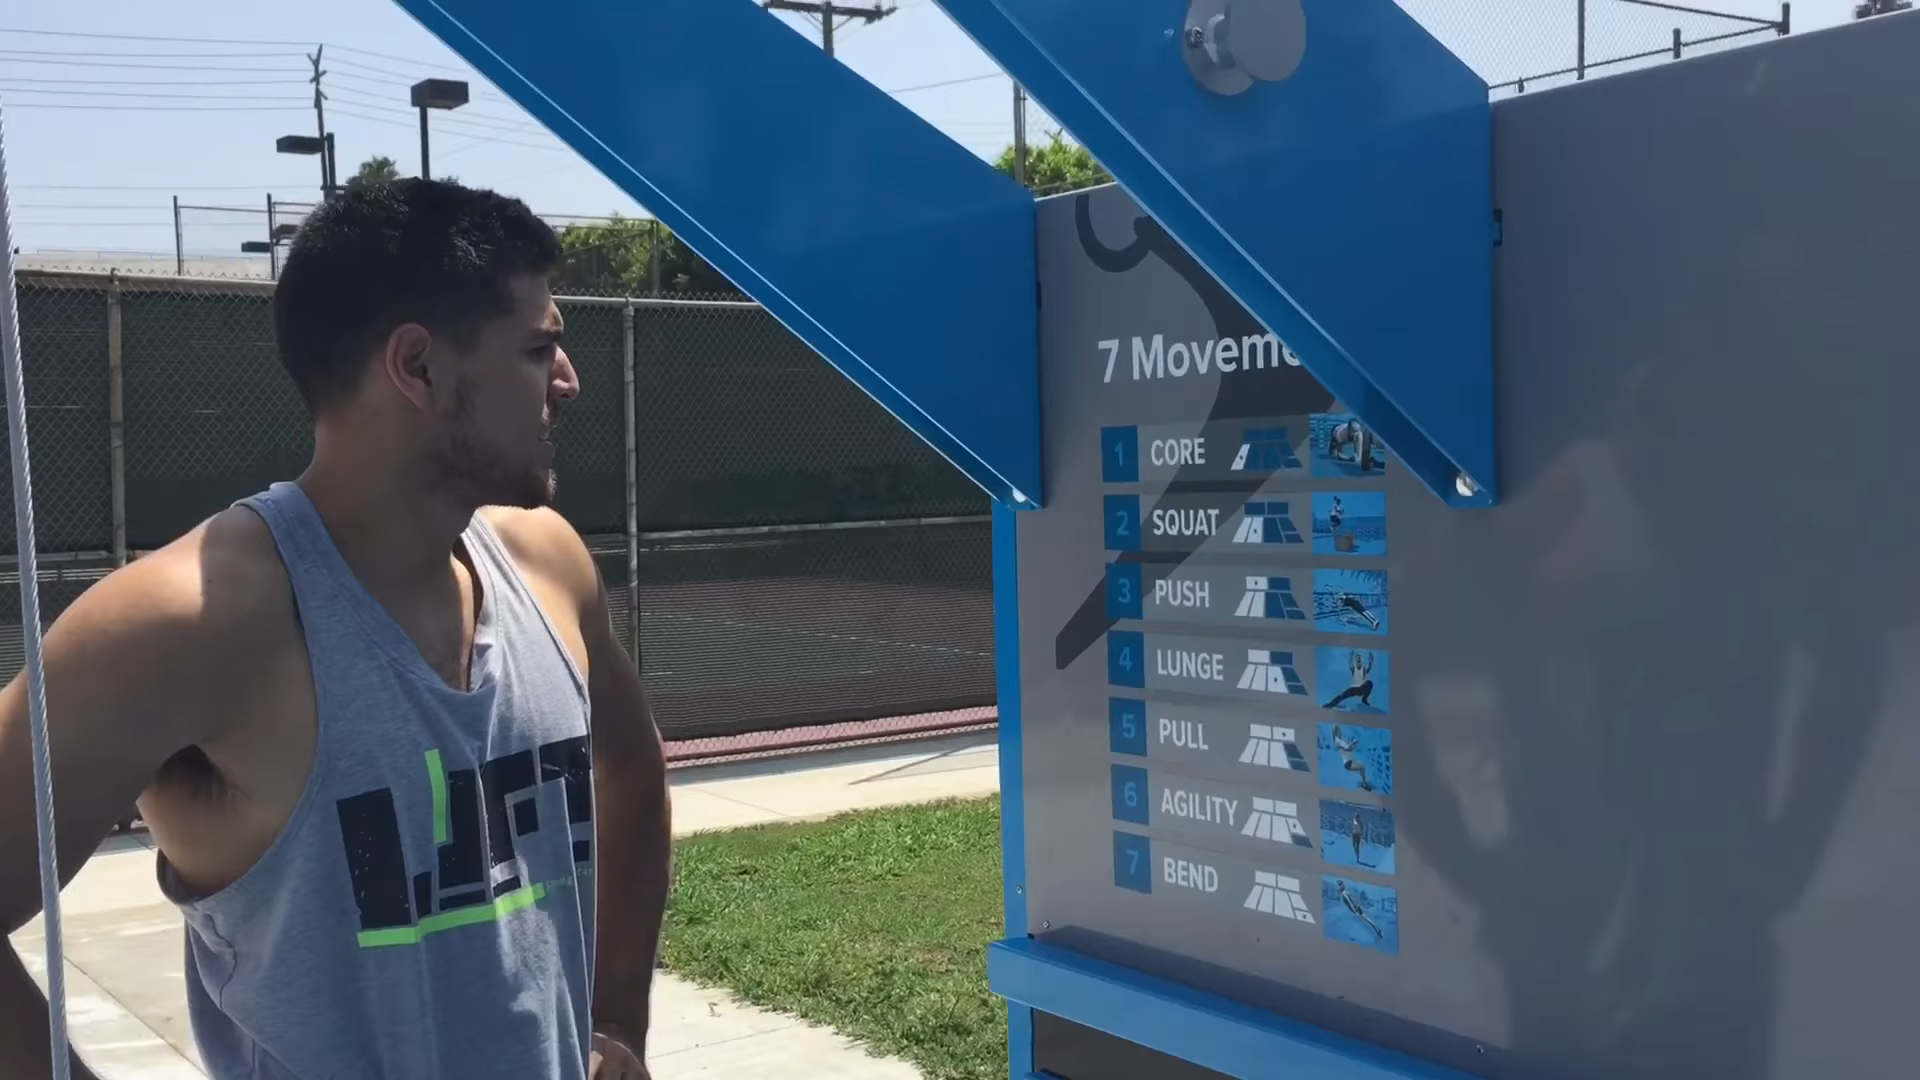 7 Moveme
1 CORE
2 SQUAT
3 PUSH
4 LUNGE
5 PULL
6 AGILITY
7 BEND